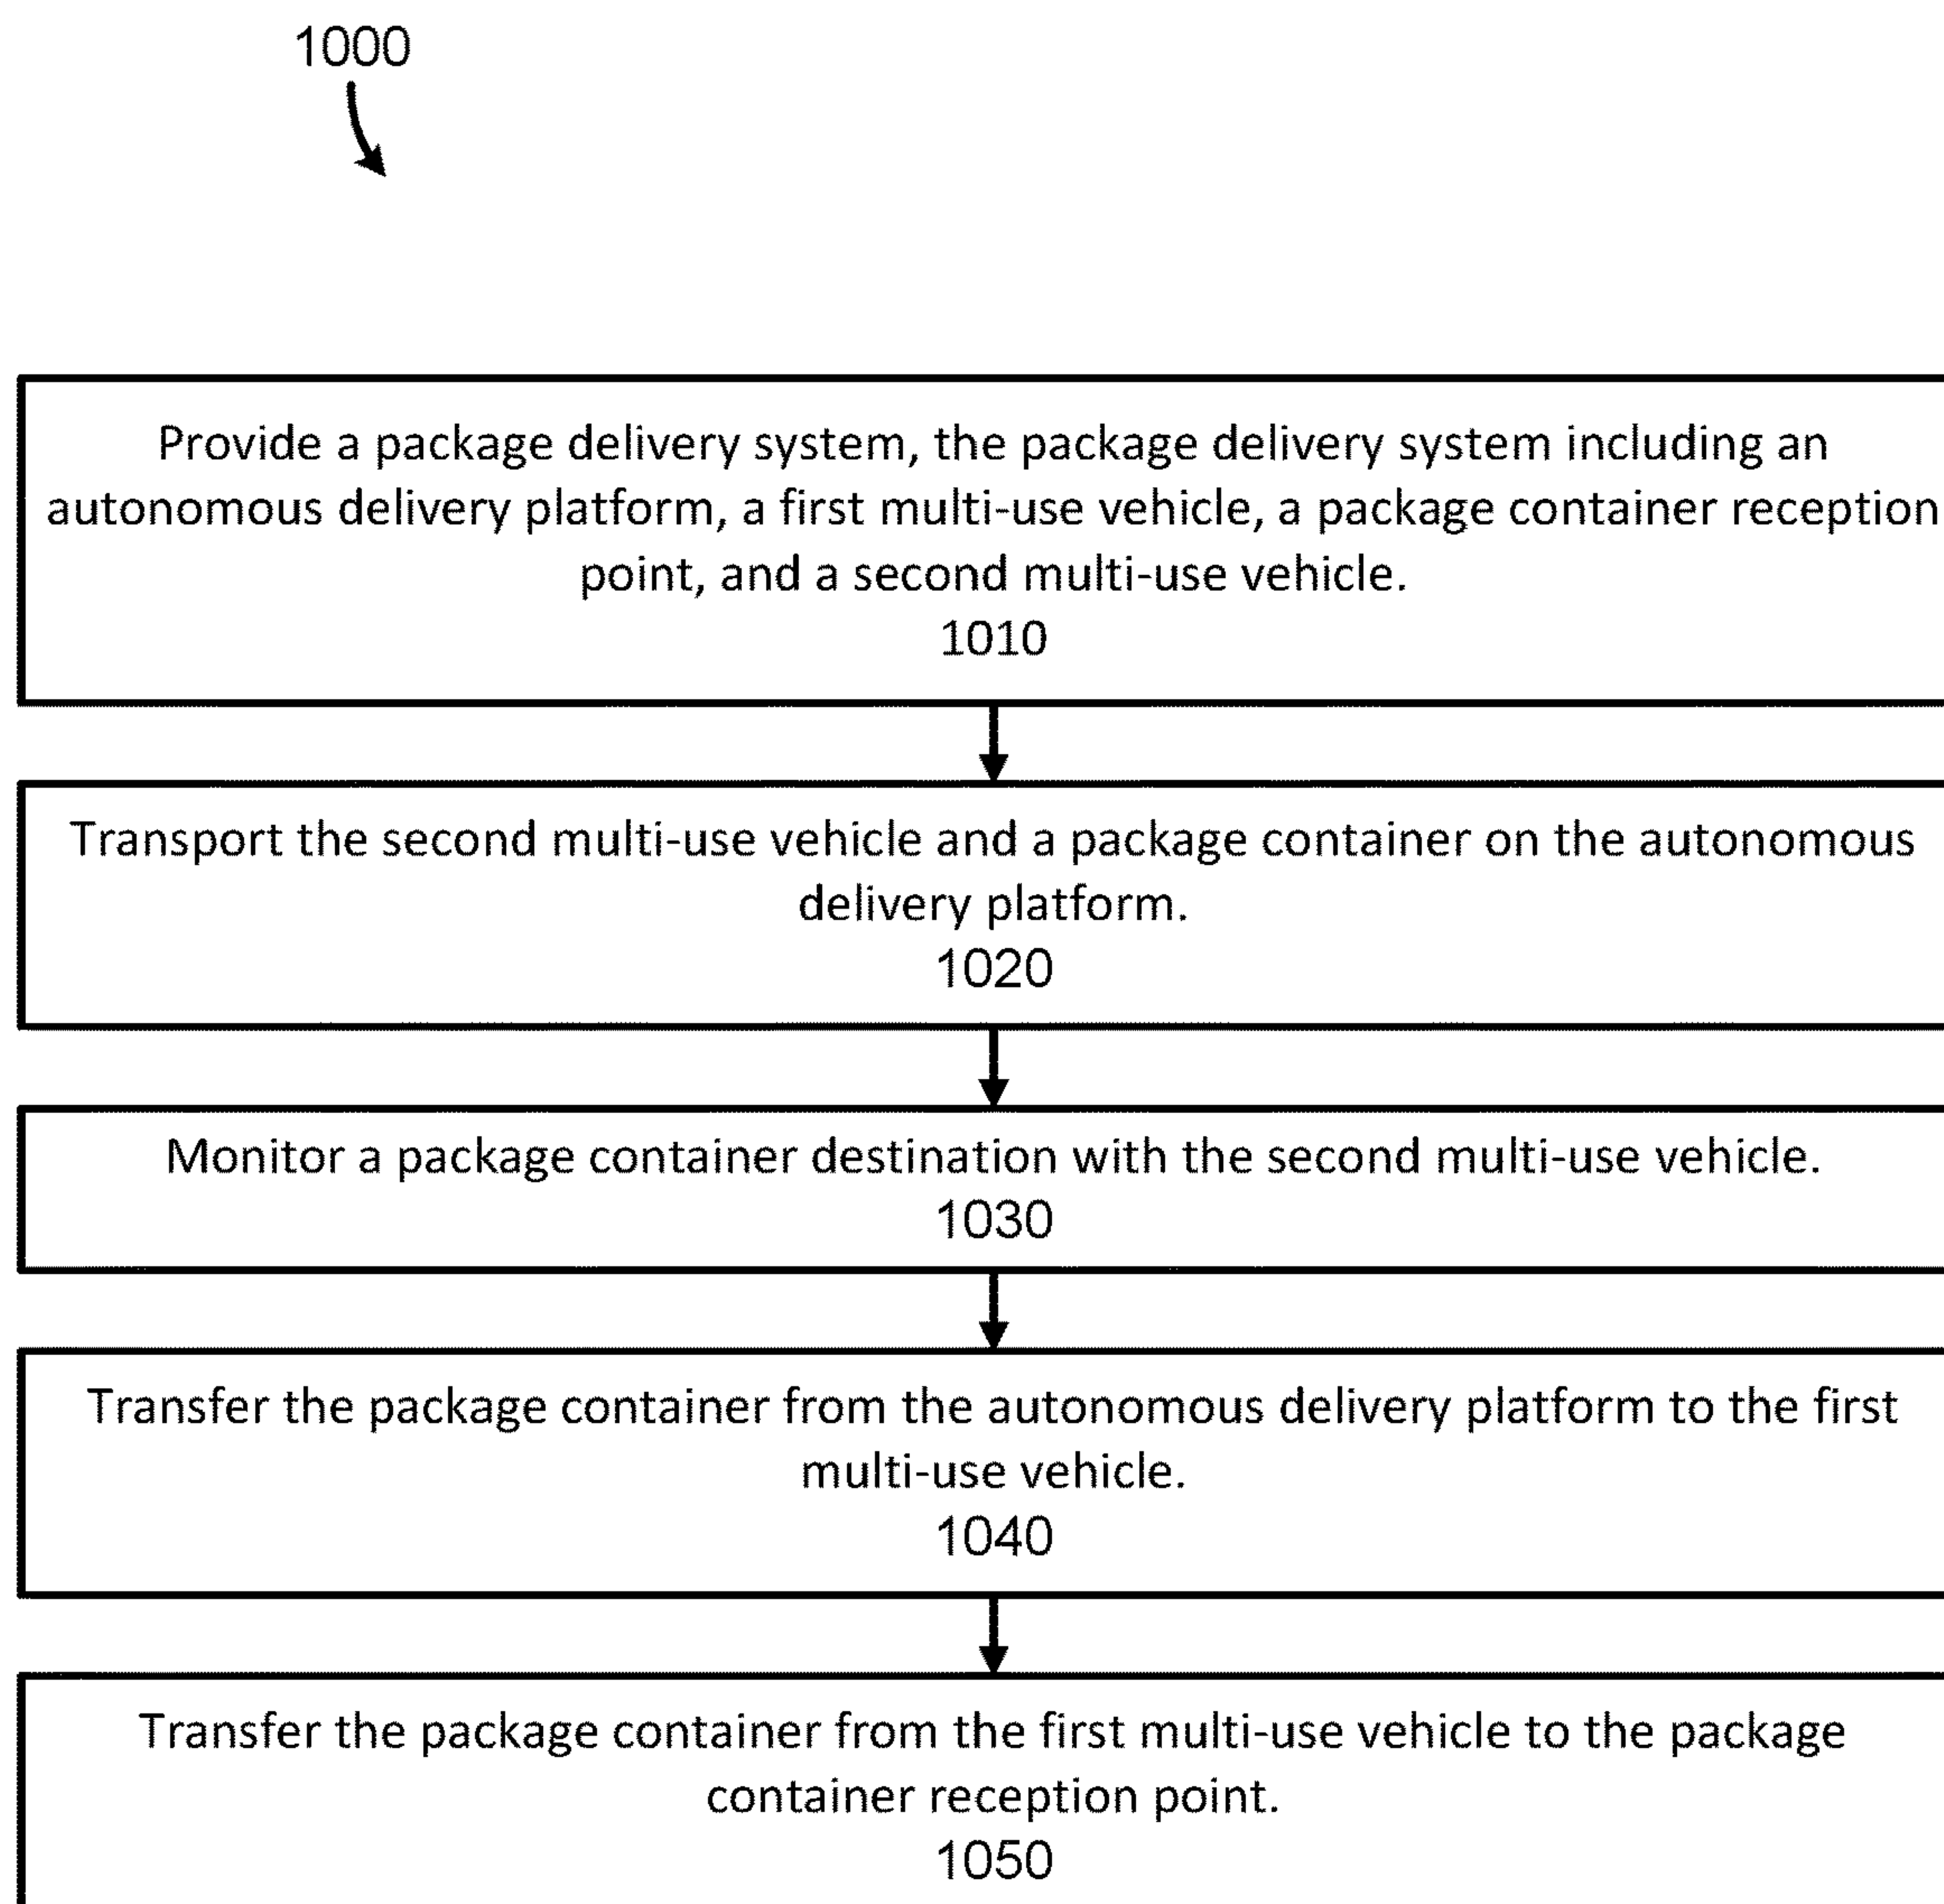 1000
Provide a package delivery system, the package delivery system including an
autonomous delivery platform, a first multi-use vehicle, a package container reception
point, and a second multi-use vehicle.
1010
Transport the second multi-use vehicle and a package container on the autonomous
delivery platform.
1020
Monitor a package container destination with the second multi-use vehicle.
1030
Transfer the package container from the autonomous delivery platform to the first
multi-use vehicle.
1040
Transfer the package container from the first multi-use vehicle to the package
container reception point.
1050